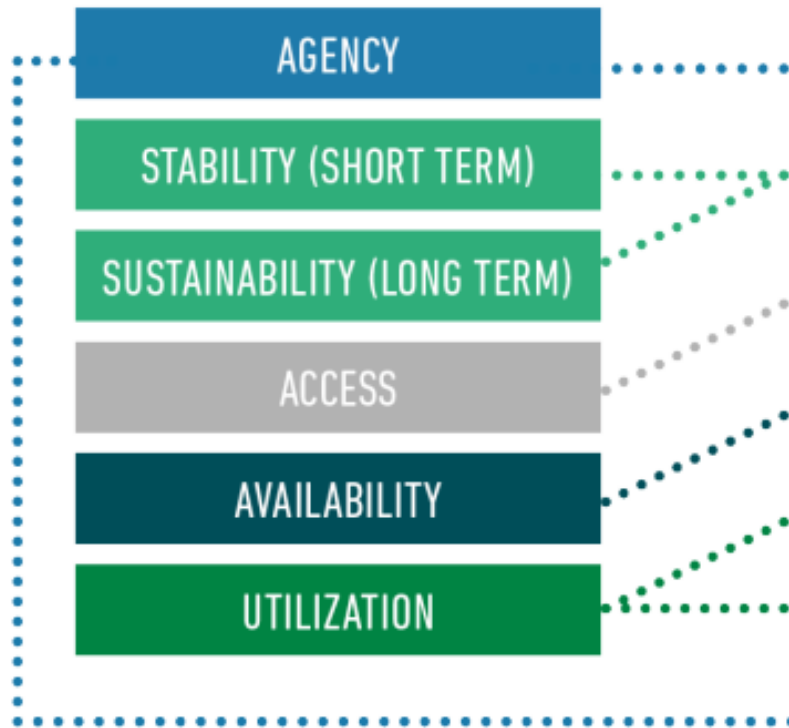 AGENCY
STABILITY (SHORT TERM)
SUSTAINABILITY (LONG TERM)
ACCESS
AVAILABILITY
UTILIZATION